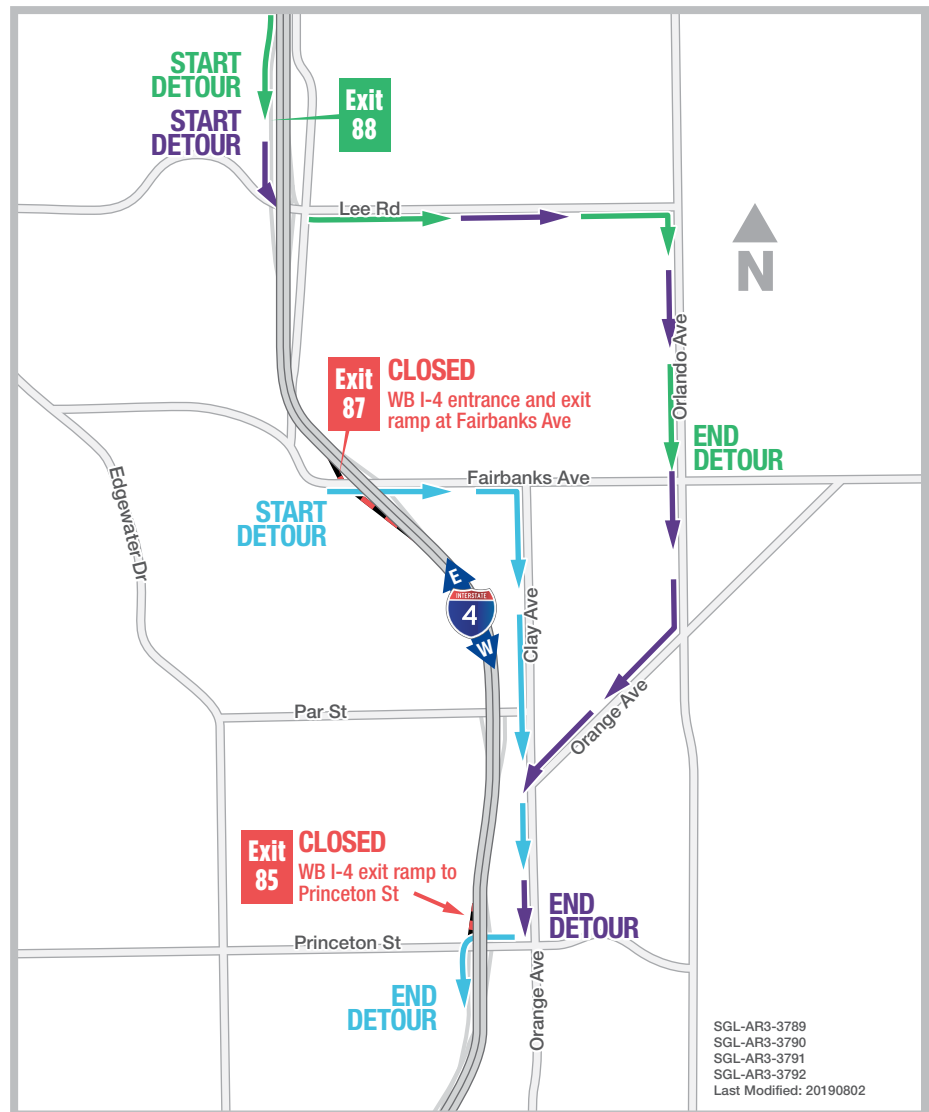 START
DETOUR
Exit
88
START
DETOUR
Lee Rd
N
Orlando Ave
Exit
87
CLOSED
WB I-4 entrance and exit
ramp at Fairbanks Ave
END
DETOUR
Fairbanks Ave
START
DETOUR
Edgewater Dr
E
INTERSTATE
4
W
Clay Ave
Orange Ave
Par St
Exit
85
CLOSED
WB I-4 exit ramp to
Princeton St
END
DETOUR
Princeton St
END
DETOUR
Orange Ave
SGL-AR3-3789
SGL-AR3-3790
SGL-AR3-3791
SGL-AR3-3792
Last Modified: 20190802